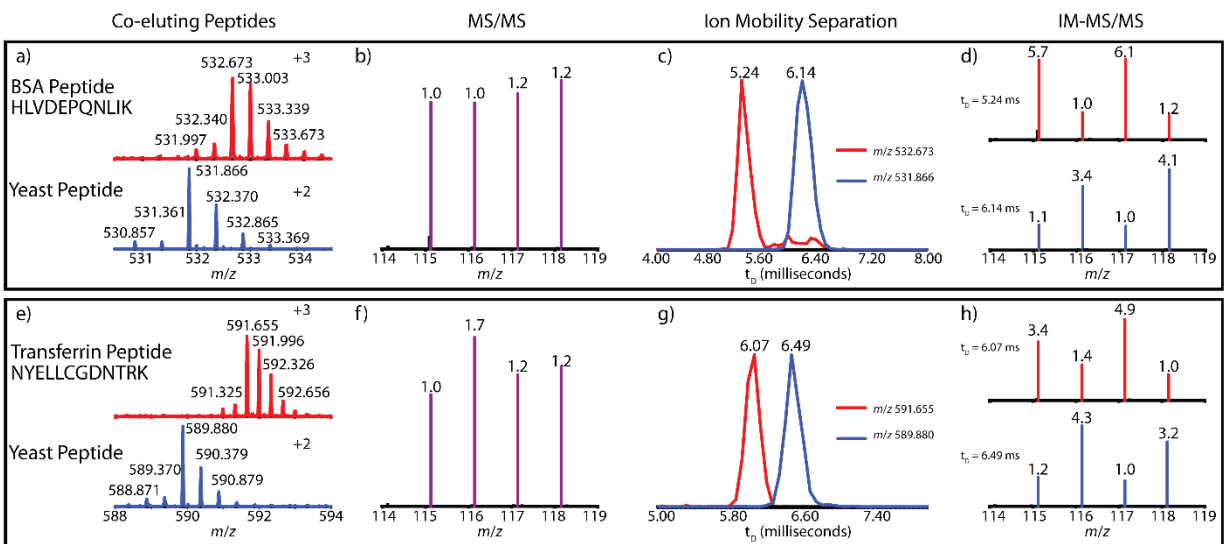 Co-eluting Peptides
MS/MS
Ion Mobility Separation
IM-MS/MS
a)
+3
BSA Peptide
HLVDEPQNLIK
532.673
533.003
533.339
532.340
533.673
531.997
Yeast Peptide
+2
531.866
532.370
531.361
532.865
530.857
533.369
531 532 533 534
m/z
b)
1.0 1.0 1.2 1.2
114 115 116 117 118 119
m/z
c)
5.24 6.14
m/z 532.673
m/z 531.866
4.00 4.80 5.60 6.40 7.20 8.00
tD (milliseconds)
d)
5.7 1.0 6.1 1.2
tD = 5.24 ms
1.1 3.4 1.0 4.1
tD = 6.14 ms
114 115 116 117 118 119
m/z
e)
+3
Transferrin Peptide
NYELLCGDNTRK
591.655
591.996
592.326
591.325
592.656
Yeast Peptide
+2
589.880
590.379
589.370
590.879
588.871
588 590 592 594
m/z
f)
1.0 1.7 1.2 1.2
114 115 116 117 118 119
m/z
g)
6.07 6.49
m/z 591.655
m/z 589.880
5.00 5.80 6.60 7.40
tD (milliseconds)
h)
3.4 1.4 4.9 1.0
tD = 6.07 ms
1.2 4.3 1.0 3.2
tD = 6.49 ms
114 115 116 117 118 119
m/z